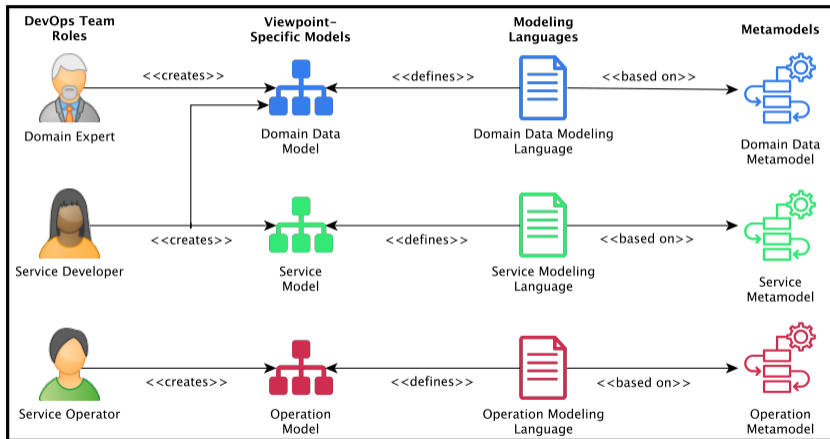 DevOps Team
Roles
Viewpoint-
Specific Models
Modeling
Languages
Metamodels
<<creates>>
<<defines>>
<<based on>>
Domain Expert
Domain Data
Model
Domain Data Modeling
Language
Domain Data
Metamodel
<<creates>>
<<defines>>
<<based on>>
Service Developer
Service
Model
Service Modeling
Language
Service
Metamodel
<<creates>>
<<defines>>
<<based on>>
Service Operator
Operation
Model
Operation Modeling
Language
Operation
Metamodel